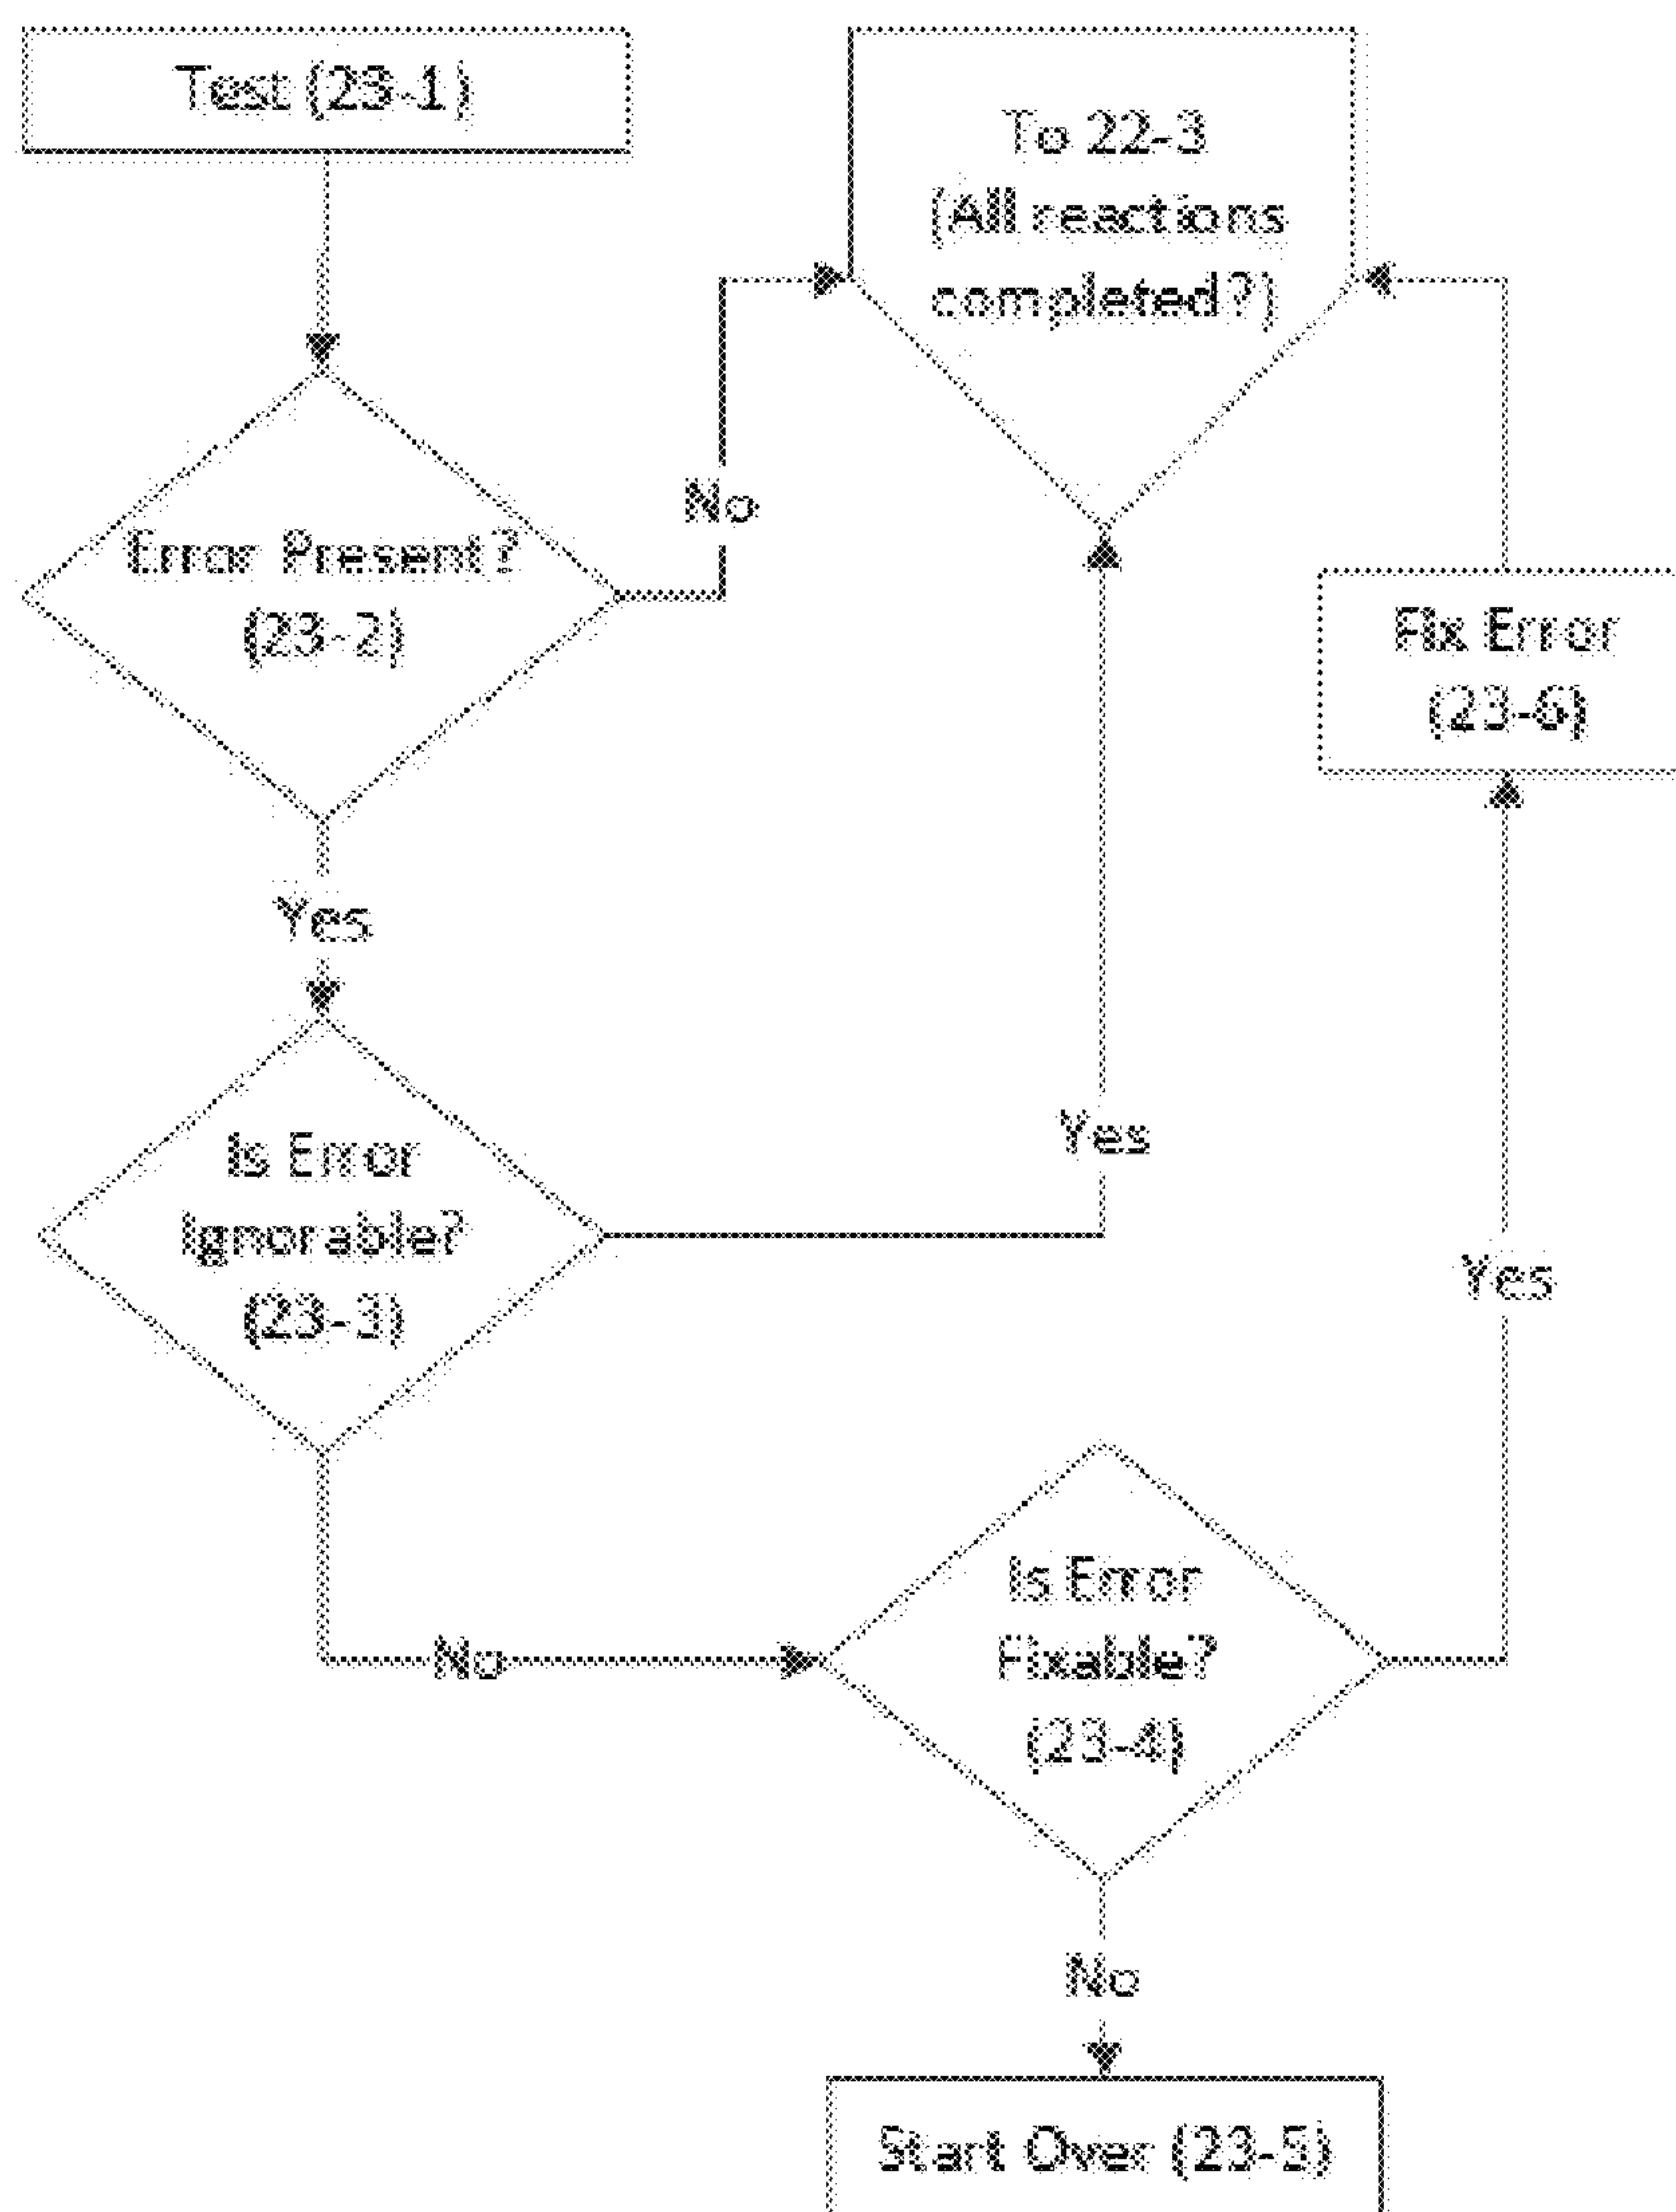 Test (23-1)
To 22-3
(All reactions
completed?)
No
Error Present?
(23-2)
Fix Error
(23-6)
Yes
Is Error
Ignorable?
(23-3)
Yes
Yes
No
Is Error
Fixable?
(23-4)
No
Start Over (23-5)